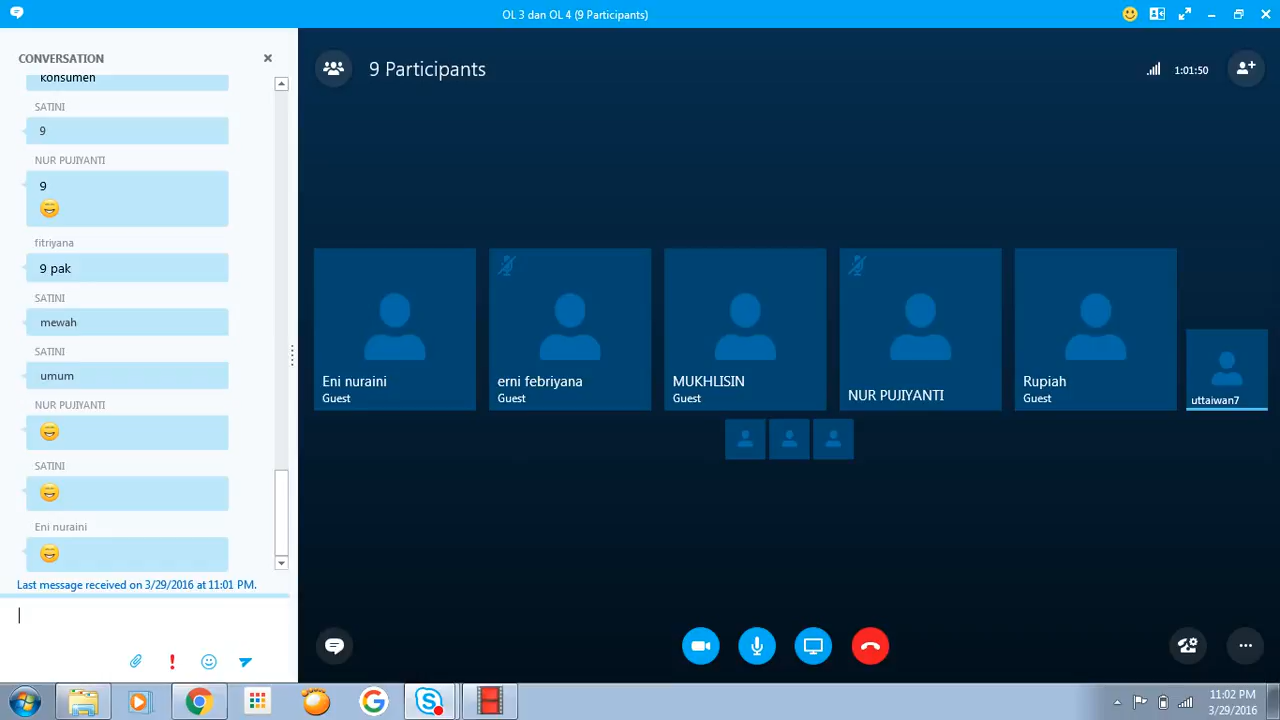 OL 3 dan OL 4 (9 Participants)
CONVERSATION
konsumen
SATINI
9
NUR PUJIYANTI
9
fitriyana
9 pak
SATINI
mewah
SATINI
umum
NUR PUJIYANTI
SATINI
Eni nuraini
Last message received on 3/29/2016 at 11:01 PM.
9 Participants
1:01:50
Eni nuraini
Guest
erni febriyana
Guest
MUKHLISIN
Guest
NUR PUJIYANTI
Rupiah
Guest
uttaiwan7
11:02 PM
3/29/2016